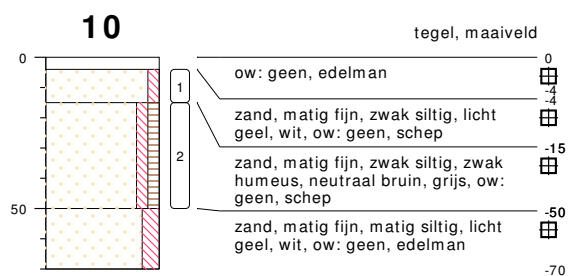 10
tegel, maaiveld
0
0
ow: geen, edelman
-4
-4
1
zand, matig fijn, zwak siltig, licht
geel, wit, ow: geen, schep
-15
2
zand, matig fijn, zwak siltig, zwak
humeus, neutraal bruin, grijs, ow:
geen, schep
50
-50
zand, matig fijn, matig siltig, licht
geel, wit, ow: geen, edelman
-70